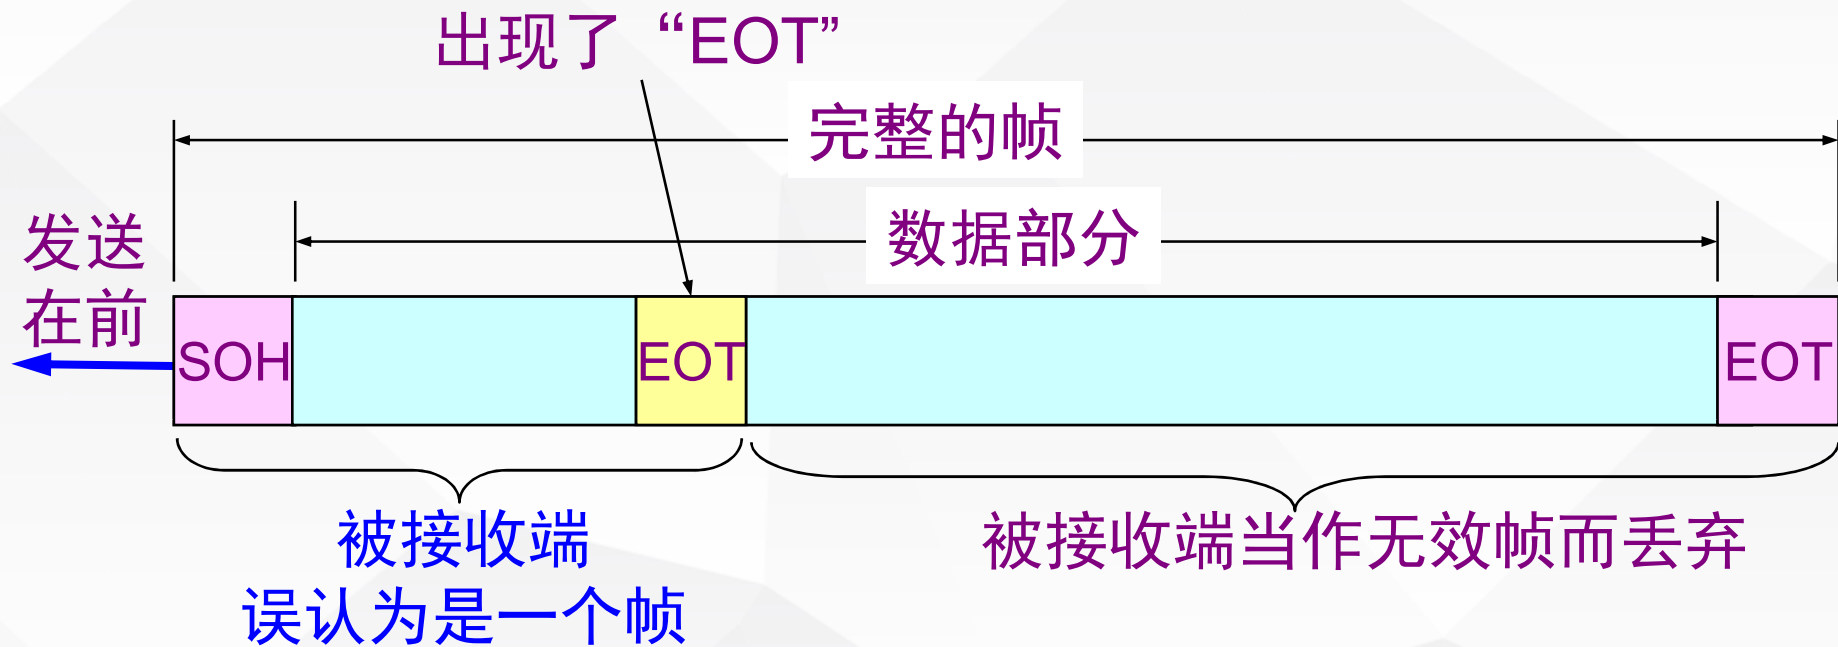 出现了“EOT”
完整的帧
数据部分
发送
在前
SOH
EOT
EOT
被接收端
误认为是一个帧
被接收端当作无效帧而丢弃